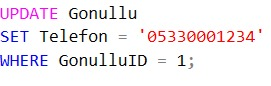 UPDATE Gonullu
SET Telefon = '05330001234'
WHERE GonulluID = 1;